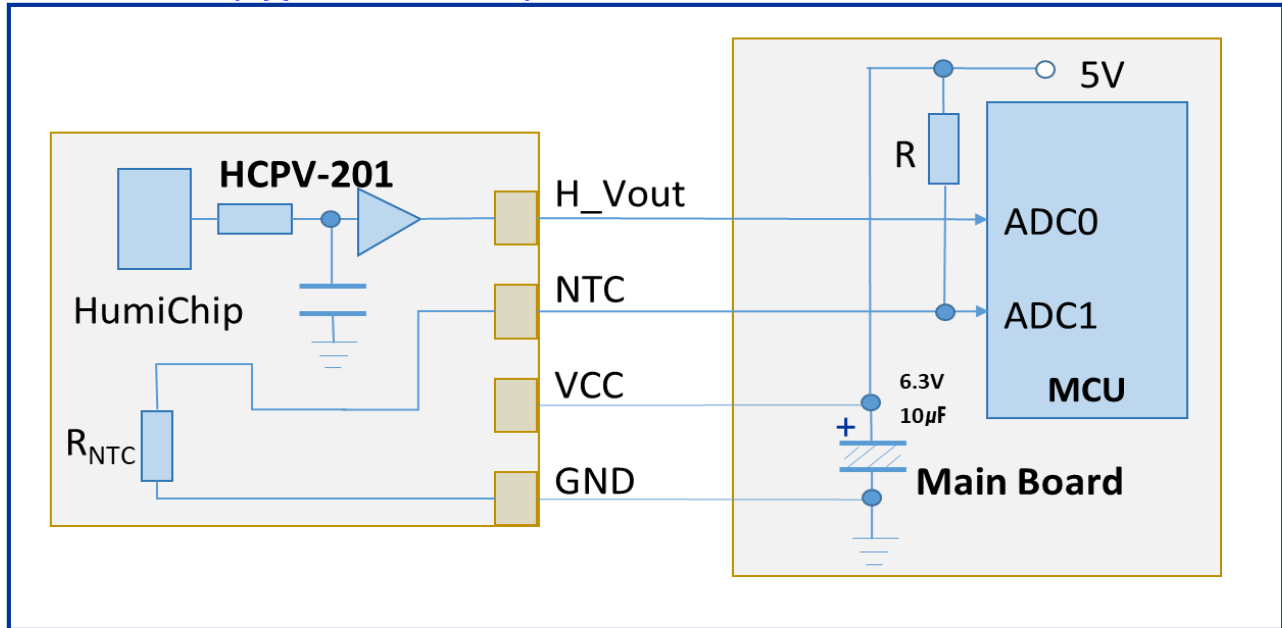 HCPV-201
HumiChip
R_NTC
H_Vout
NTC
VCC
GND
5V
R
ADC0
ADC1
MCU
6.3V
10㎌
+
Main Board